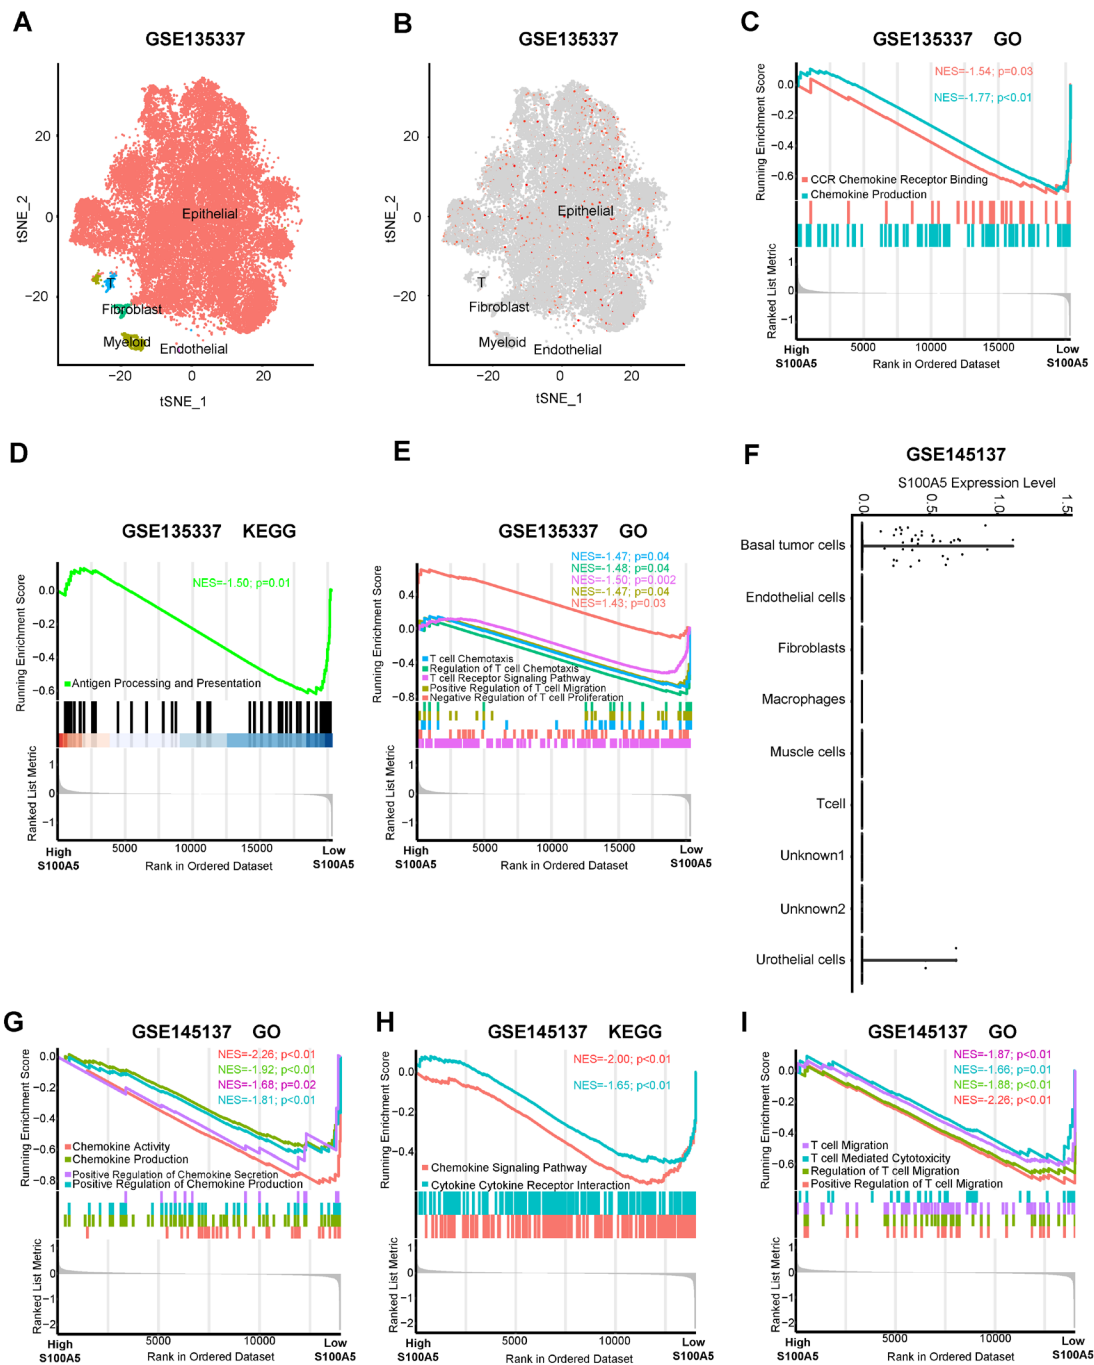 A
GSE135337
tSNE_2
20
0
−20
Epithelial
T
Fibroblast
Myeloid
Endothelial
−20
0
20
tSNE_1
B
GSE135337
tSNE_2
20
0
−20
Epithelial
T
Fibroblast
Myeloid
Endothelial
−20
0
20
tSNE_1
C
GSE135337 GO
Running Enrichment Score
0.0
−0.2
−0.4
−0.6
NES=-1.54; p=0.03
NES=-1.77; p<0.01
CCR Chemokine Receptor Binding
Chemokine Production
Ranked List Metric
1
0
−1
High S100A5
5000
10000
15000
Low S100A5
Rank in Ordered Dataset
D
GSE135337 KEGG
Running Enrichment Score
0.0
−0.2
−0.4
−0.6
NES=-1.50; p=0.01
Antigen Processing and Presentation
Ranked List Metric
1
0
−1
High S100A5
5000
10000
15000
Low S100A5
Rank in Ordered Dataset
E
GSE135337 GO
Running Enrichment Score
0.4
0.0
−0.4
−0.8
NES=-1.47; p=0.04
NES=-1.48; p=0.04
NES=-1.50; p=0.002
NES=-1.47; p=0.04
NES=1.43; p=0.03
T cell Chemotaxis
Regulation of T cell Chemotaxis
T cell Receptor Signaling Pathway
Positive Regulation of T cell Migration
Negative Regulation of T cell Proliferation
Ranked List Metric
1
0
−1
High S100A5
5000
10000
15000
Low S100A5
Rank in Ordered Dataset
F
GSE145137
S100A5 Expression Level
0.0
0.5
1.0
1.5
Basal tumor cells
Endothelial cells
Fibroblasts
Macrophages
Muscle cells
Tcell
Unknown1
Unknown2
Urothelial cells
G
GSE145137 GO
Running Enrichment Score
0.0
−0.2
−0.4
−0.6
−0.8
NES=-2.26; p<0.01
NES=-1.92; p<0.01
NES=-1.68; p=0.02
NES=-1.81; p<0.01
Chemokine Activity
Chemokine Production
Positive Regulation of Chemokine Secretion
Positive Regulation of Chemokine Production
Ranked List Metric
1
0
−1
−2
High S100A5
5000
10000
Low S100A5
Rank in Ordered Dataset
H
GSE145137 KEGG
Running Enrichment Score
0.0
−0.2
−0.4
NES=-2.00; p<0.01
NES=-1.65; p<0.01
Chemokine Signaling Pathway
Cytokine Cytokine Receptor Interaction
Ranked List Metric
1
0
−1
−2
High S100A5
5000
10000
Low S100A5
Rank in Ordered Dataset
I
GSE145137 GO
Running Enrichment Score
0.0
−0.2
−0.4
−0.6
NES=-1.87; p<0.01
NES=-1.66; p=0.01
NES=-1.88; p<0.01
NES=-2.26; p<0.01
T cell Migration
T cell Mediated Cytotoxicity
Regulation of T cell Migration
Positive Regulation of T cell Migration
Ranked List Metric
1
0
−1
−2
High S100A5
5000
10000
Low S100A5
Rank in Ordered Dataset